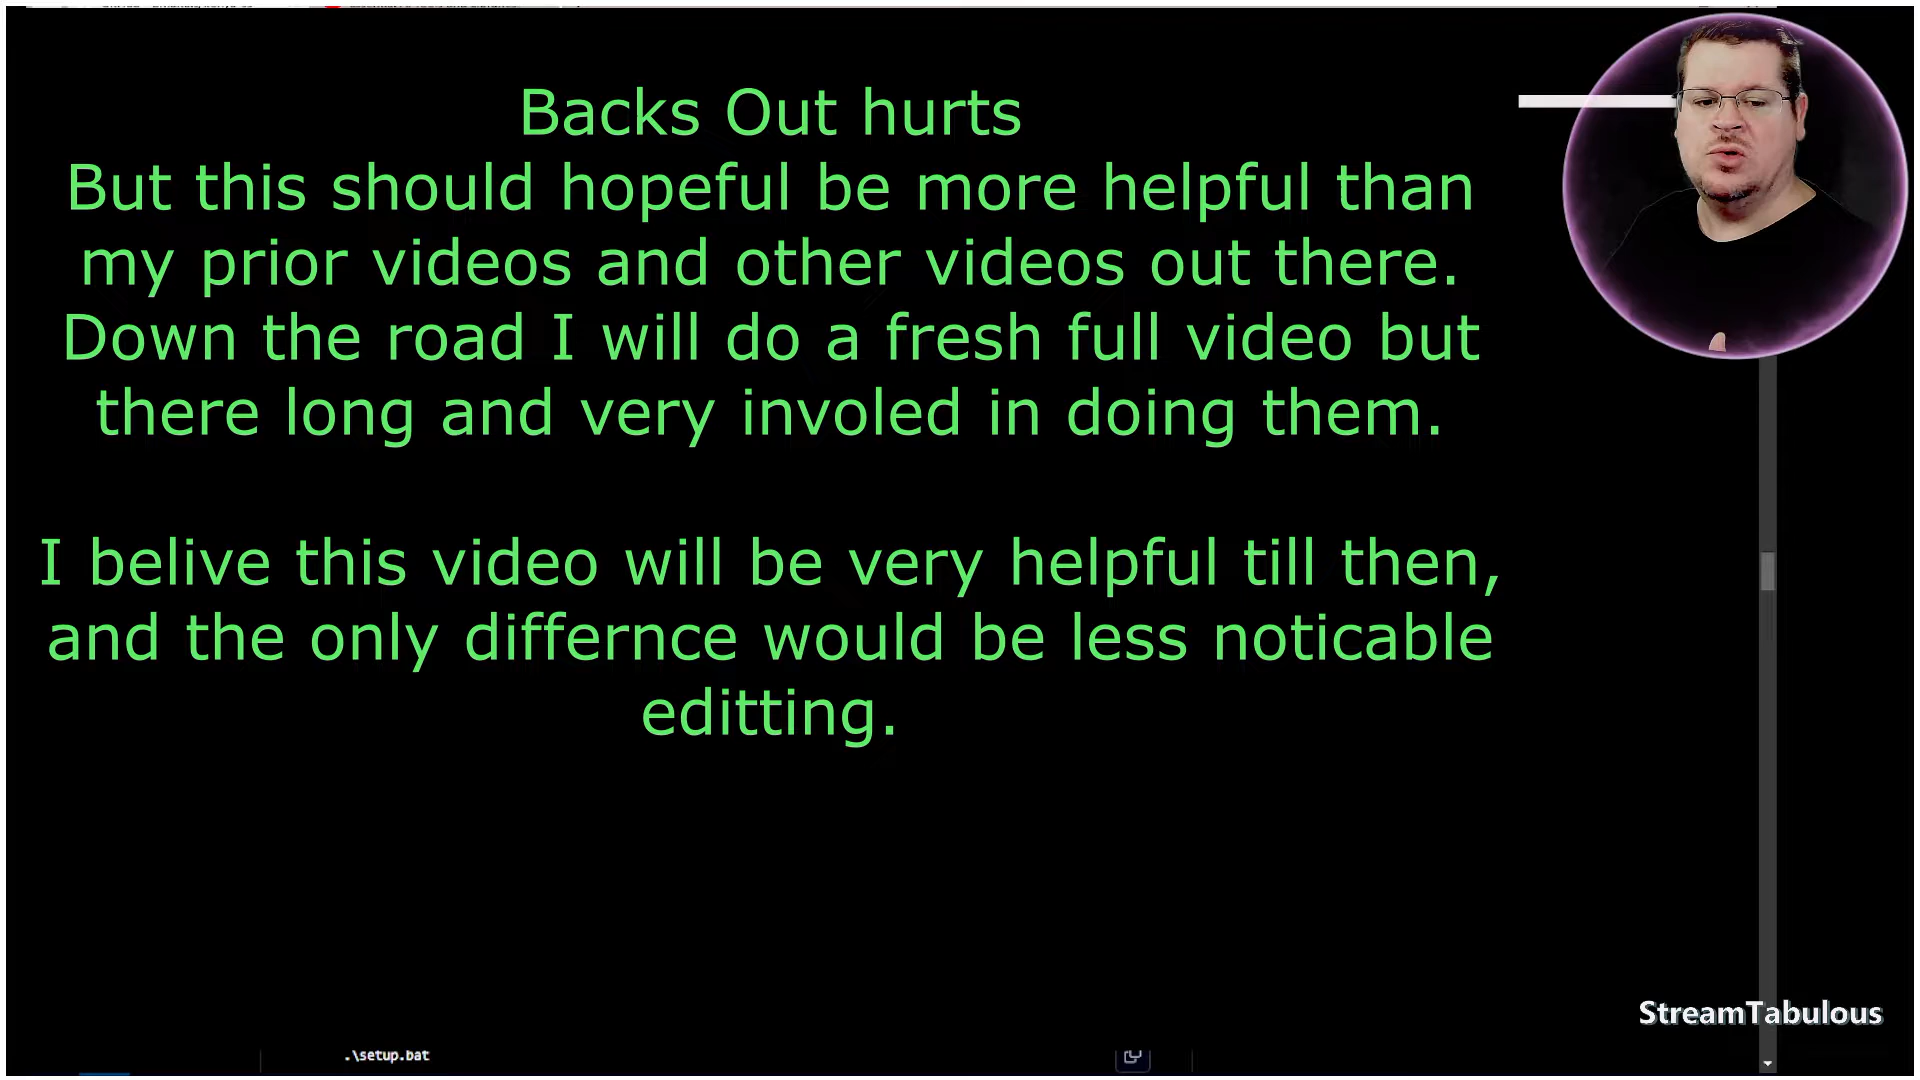 Backs Out hurts
But this should hopeful be more helpful than
my prior videos and other videos out there.
Down the road I will do a fresh full video but
there long and very involed in doing them.
I belive this video will be very helpful till then,
and the only differnce would be less noticable
editting.
StreamTabulous
.\setup.bat